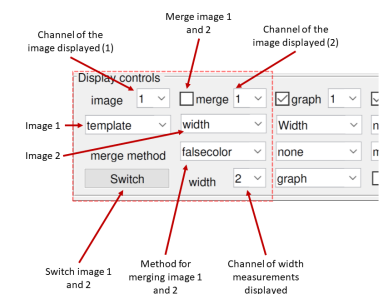 Merge image 1
and 2
Channel of the
image displayed (1)
Channel of the
image displayed (2)
Display controls
image 1 merge 1 graph 1
Image 1 template width Width
Image 2
merge method falsecolor none
Switch width 2 graph
Switch image 1
and 2
Method for
merging image 1
and 2
Channel of width
measurements
displayed